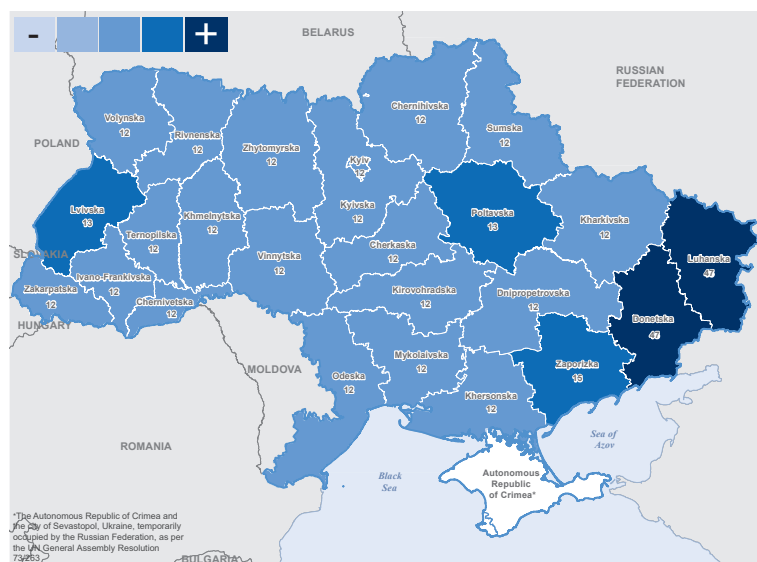 - +
BELARUS
RUSSIAN
FEDERATION
POLAND
SLOVAKIA
HUNGARY
MOLDOVA
ROMANIA
BULGARIA
Volynska
12
Rivnenska
12
Zhytomyrska
12
Chernihivska
12
Sumska
12
Kyiv
12
Kyivska
12
Lvivska
13
Ternopilska
12
Khmelnytska
12
Vinnytska
12
Cherkaska
12
Poltavska
13
Kharkivska
12
Luhanska
47
Donetska
47
Zakarpatska
12
Ivano-Frankivska
12
Chernivetska
12
Kirovohradska
12
Dnipropetrovska
12
Odeska
12
Mykolaivska
12
Khersonska
12
Zaporizka
15
Black
Sea
Sea of
Azov
Autonomous
Republic
of Crimea*
*The Autonomous Republic of Crimea and
the city of Sevastopol, Ukraine, temporarily
occupied by the Russian Federation, as per
the UN General Assembly Resolution
73/263